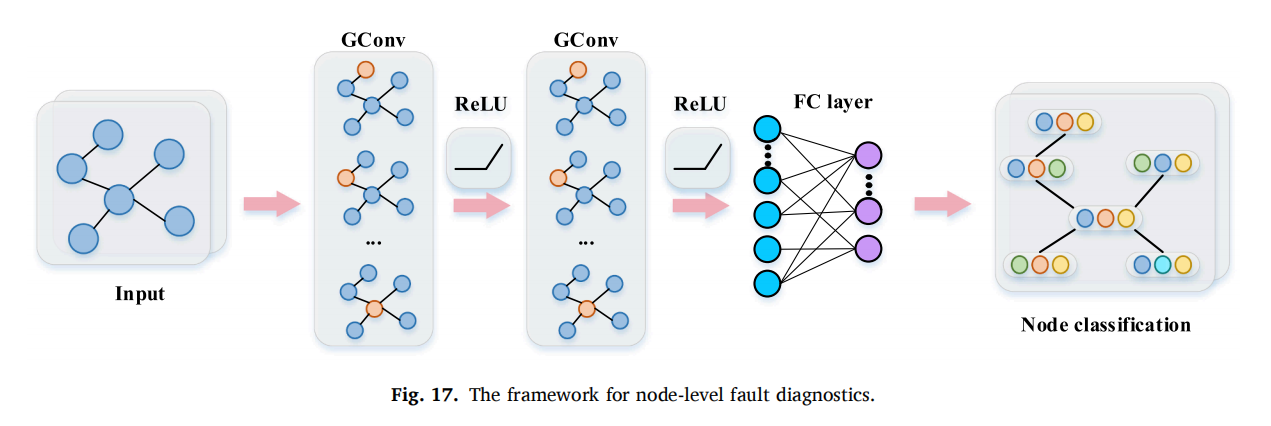 GConv
GConv
ReLU
ReLU
FC layer
...
...
Input
Node classification
Fig. 17. The framework for node-level fault diagnostics.